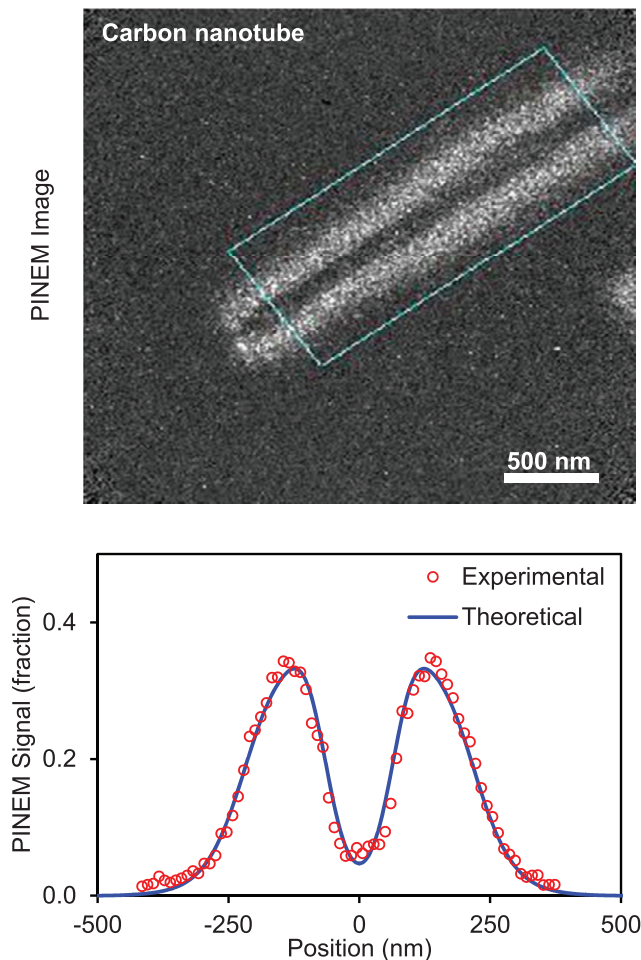 Carbon nanotube
PINEM Image
500 nm
PINEM Signal (fraction)
0.4
0.2
0.0
Experimental
Theoretical
-500
-250
0
250
500
Position (nm)